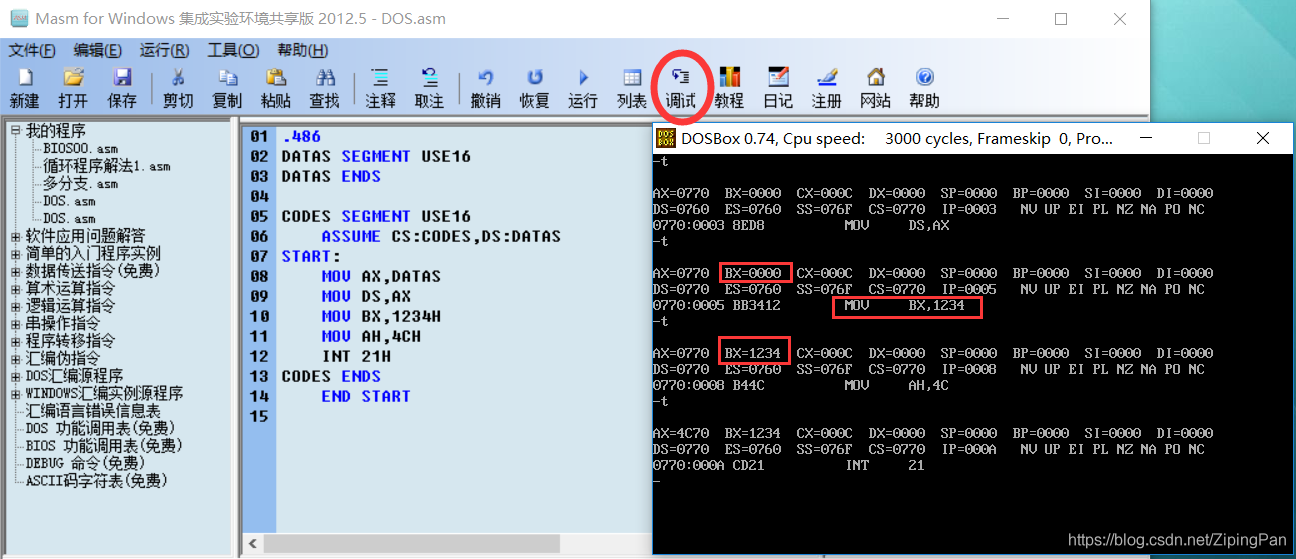 Masm for Windows 集成实验环境共享版 2012.5 - DOS.asm
文件(F) 编辑(E) 运行(R) 工具(O) 帮助(H)
新建 打开 保存 剪切 复制 粘贴 查找 注释 取注 撤销 恢复 运行 列表 调试 教程 日记 注册 网站 帮助
我的程序
BIOS00.asm
循环程序解法1.asm
多分支.asm
DOS.asm
DOS.asm
软件应用问题解答
简单的入门程序实例
数据传送指令(免费)
算术运算指令
逻辑运算指令
串操作指令
程序转移指令
汇编伪指令
DOS汇编源程序
WINDOWS汇编实例源程序
汇编语言错误信息表
DOS 功能调用表(免费)
BIOS 功能调用表(免费)
DEBUG 命令(免费)
ASCII码字符表(免费)
01 .486
02 DATAS SEGMENT USE16
03 DATAS ENDS
04
05 CODES SEGMENT USE16
06 ASSUME CS:CODES,DS:DATAS
07 START:
08 MOV AX,DATAS
09 MOV DS,AX
10 MOV BX,1234H
11 MOV AH,4CH
12 INT 21H
13 CODES ENDS
14 END START
15
DOSBox 0.74, Cpu speed: 3000 cycles, Frameskip 0, Pro...
-t
AX=0770 BX=0000 CX=000C DX=0000 SP=0000 BP=0000 SI=0000 DI=0000
DS=0760 ES=0760 SS=076F CS=0770 IP=0003 NV UP EI PL NZ NA PO NC
0770:0003 8ED8 MOV DS,AX
-t
AX=0770 BX=0000 CX=000C DX=0000 SP=0000 BP=0000 SI=0000 DI=0000
DS=0770 ES=0760 SS=076F CS=0770 IP=0005 NV UP EI PL NZ NA PO NC
0770:0005 BB3412 MOV BX,1234
-t
AX=0770 BX=1234 CX=000C DX=0000 SP=0000 BP=0000 SI=0000 DI=0000
DS=0770 ES=0760 SS=076F CS=0770 IP=0008 NV UP EI PL NZ NA PO NC
0770:0008 B44C MOV AH,4C
-t
AX=4C70 BX=1234 CX=000C DX=0000 SP=0000 BP=0000 SI=0000 DI=0000
DS=0770 ES=0760 SS=076F CS=0770 IP=000A NV UP EI PL NZ NA PO NC
0770:000A CD21 INT 21
-
https://blog.csdn.net/ZipingPan